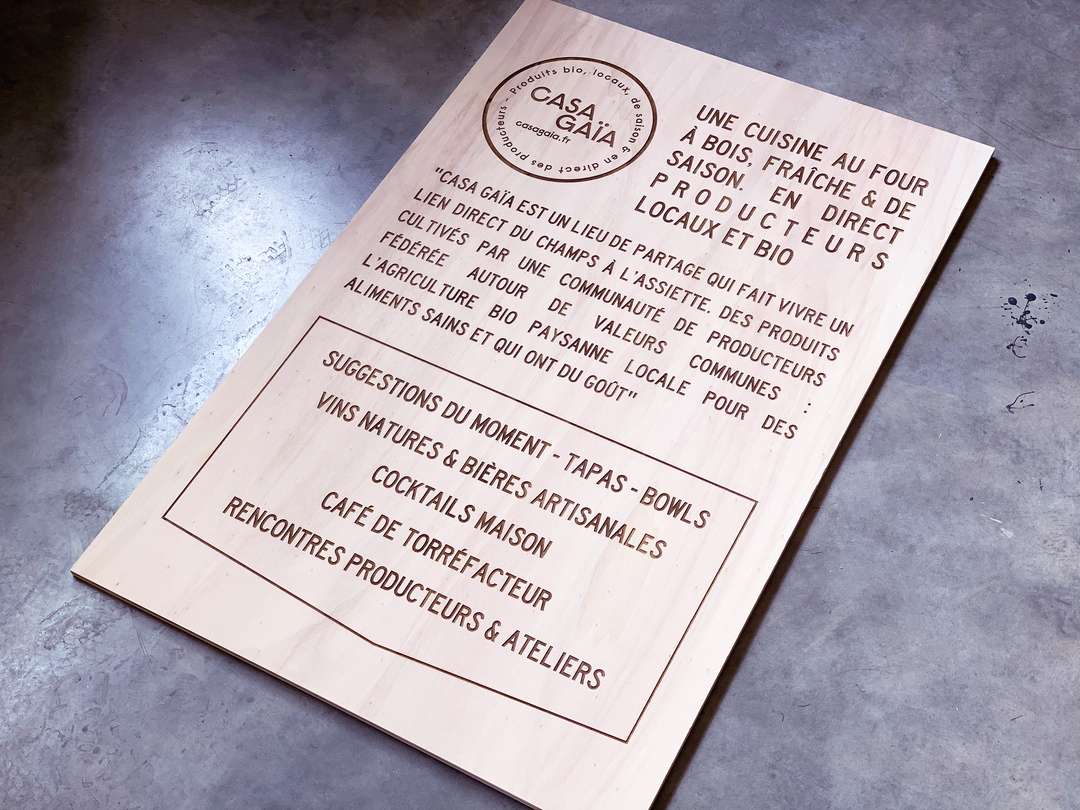 Produits bio, locaux, de saison & en direct des producteurs -
CASA
GAÏA
casagaia.fr
UNE CUISINE AU FOUR
À BOIS, FRAÎCHE & DE
SAISON. EN DIRECT
PRODUCTEURS
LOCAUX ET BIO
"CASA GAÏA EST UN LIEU DE PARTAGE QUI FAIT VIVRE UN
LIEN DIRECT DU CHAMPS À L'ASSIETTE. DES PRODUITS
CULTIVÉS PAR UNE COMMUNAUTÉ DE PRODUCTEURS
FÉDÉRÉE AUTOUR DE VALEURS COMMUNES :
L'AGRICULTURE BIO PAYSANNE LOCALE POUR DES
ALIMENTS SAINS ET QUI ONT DU GOÛT"
SUGGESTIONS DU MOMENT - TAPAS - BOWLS
VINS NATURES & BIÈRES ARTISANALES
COCKTAILS MAISON
CAFÉ DE TORRÉFACTEUR
RENCONTRES PRODUCTEURS & ATELIERS